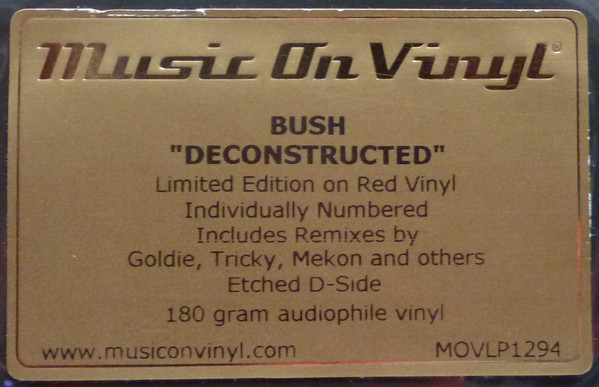 Music On Vinyl®
BUSH
"DECONSTRUCTED"
Limited Edition on Red Vinyl
Individually Numbered
Includes Remixes by
Goldie, Tricky, Mekon and others
Etched D-Side
180 gram audiophile vinyl
www.musiconvinyl.com MOVLP1294